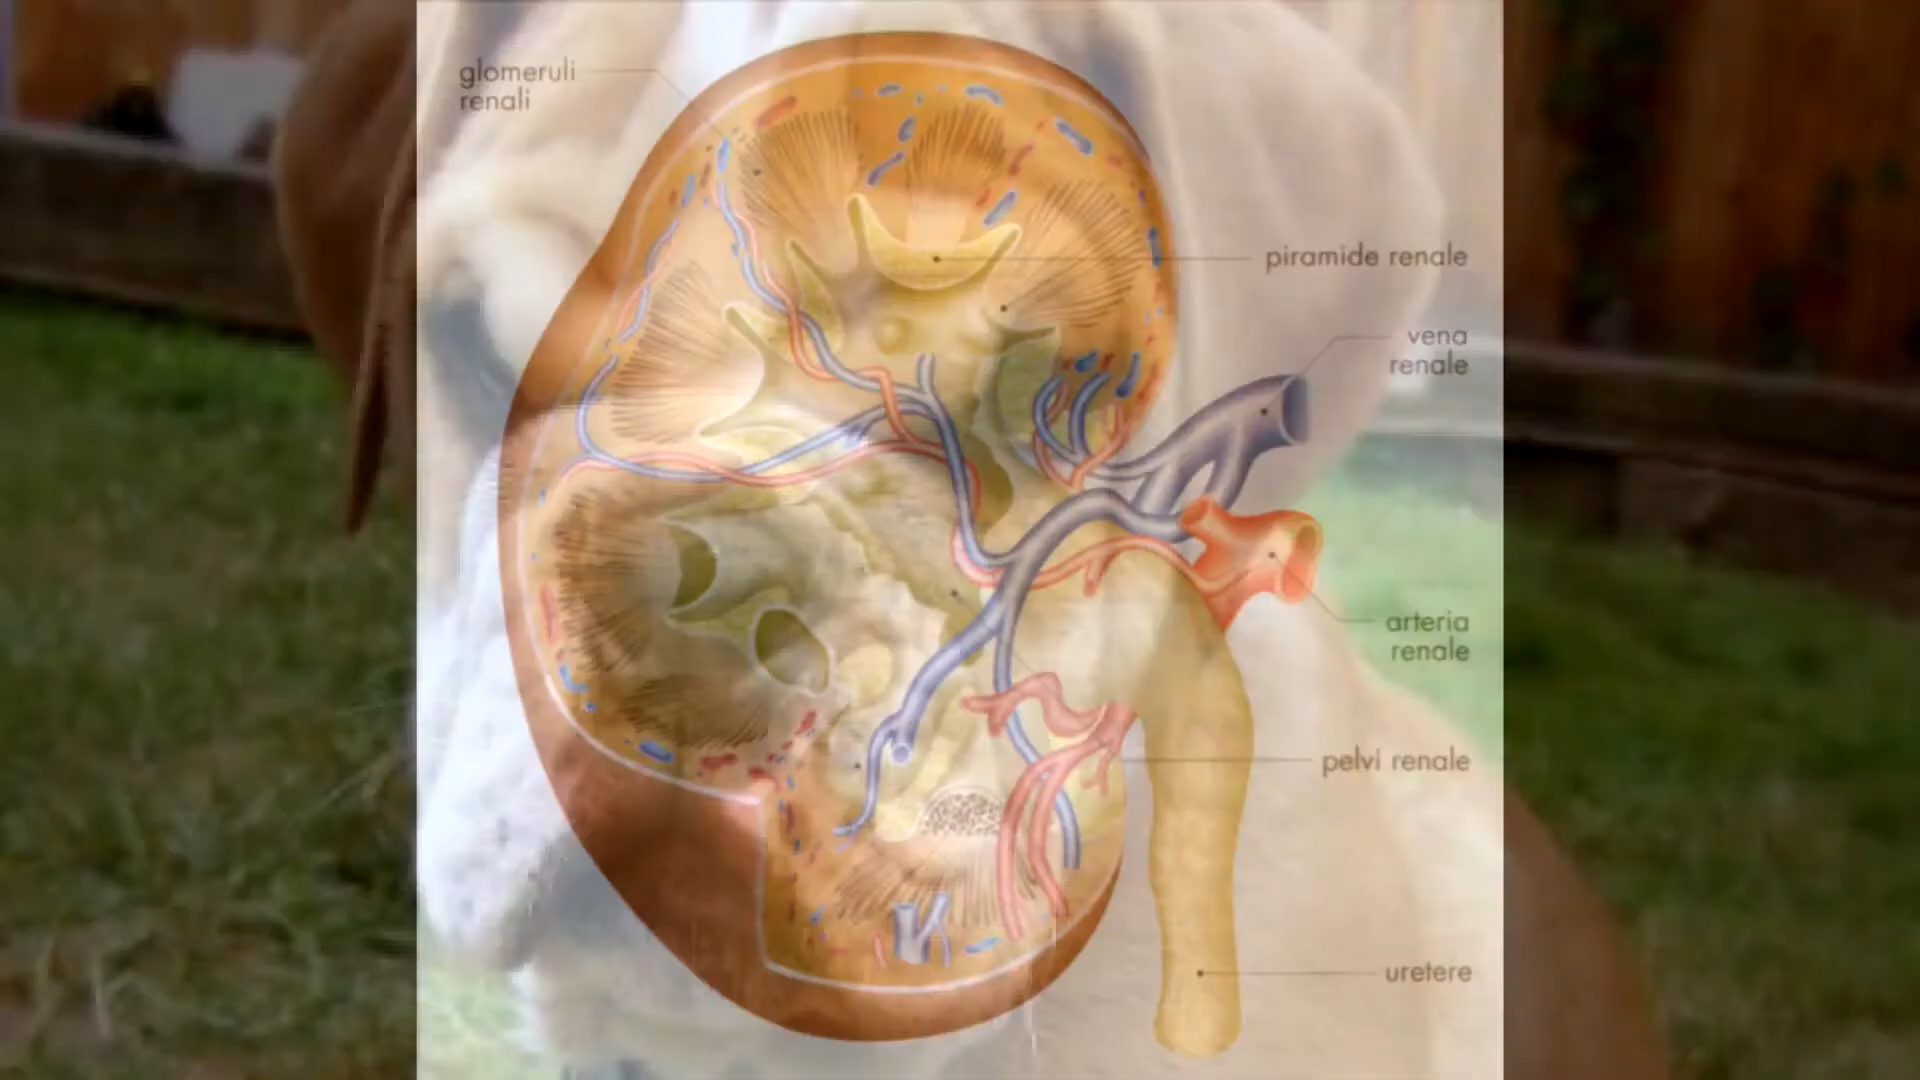 glomeruli
renali
piramide renale
vena
renale
arteria
renale
pelvi renale
uretere